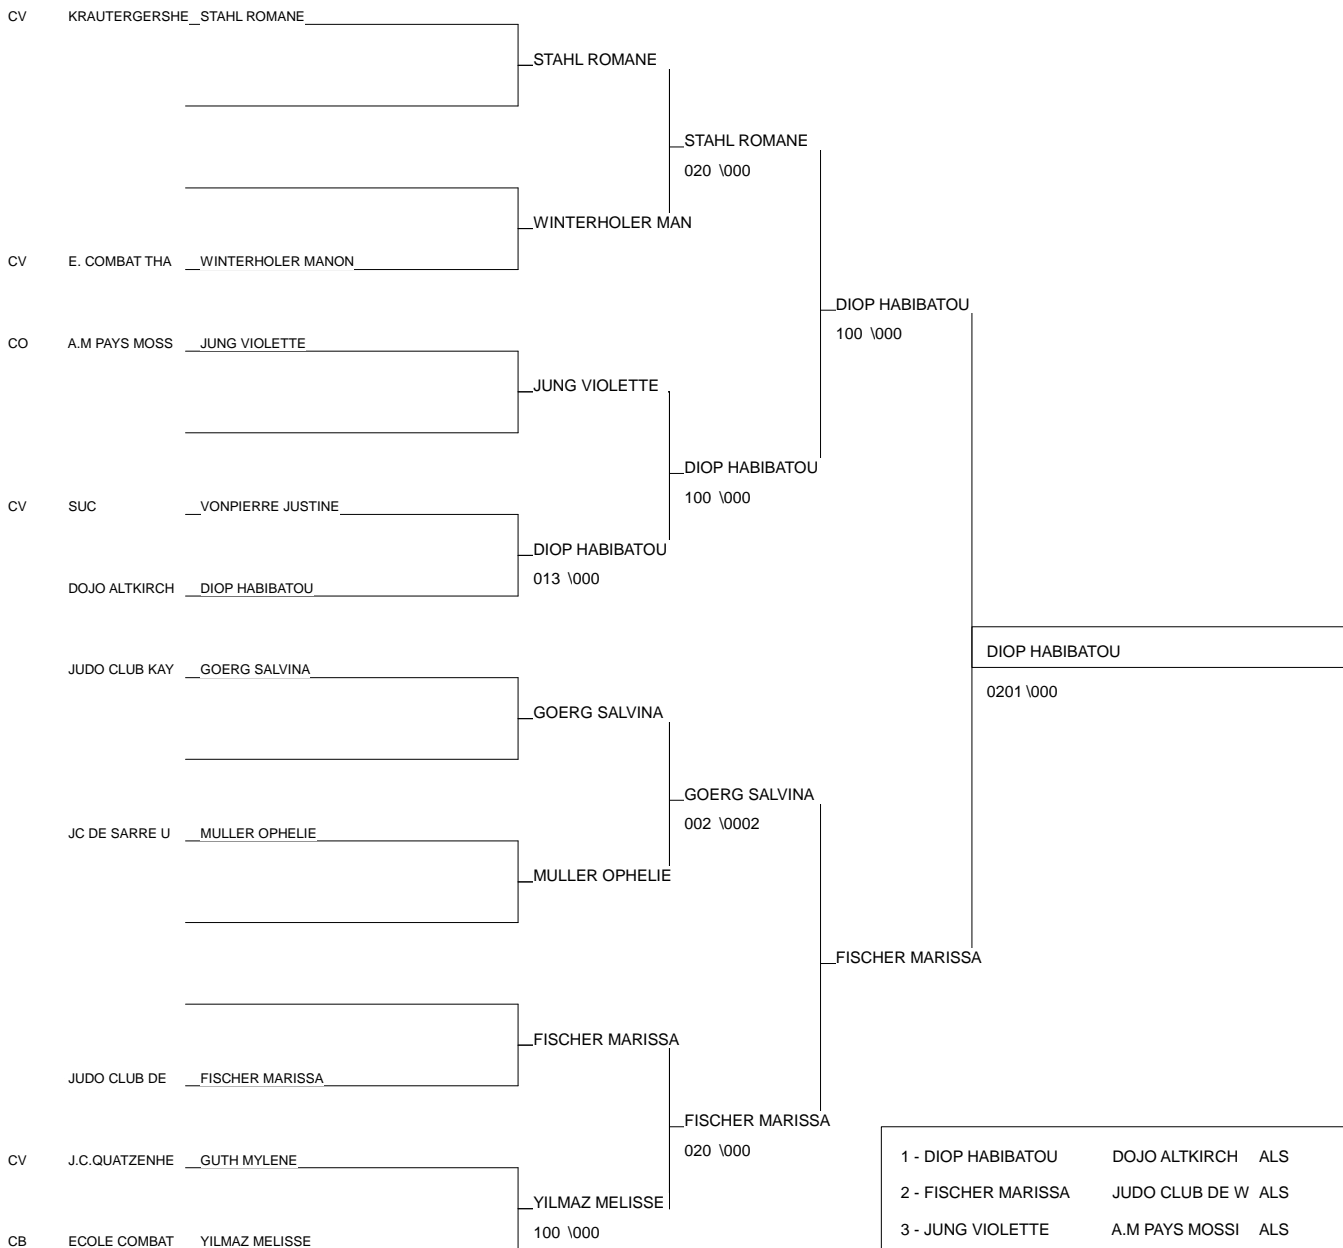 CV KRAUTERGERSHE STAHL ROMANE
STAHL ROMANE
STAHL ROMANE
020 \000
WINTERHOLER MAN
CV E. COMBAT THA WINTERHOLER MANON
DIOP HABIBATOU
100 \000
CO A.M PAYS MOSS JUNG VIOLETTE
JUNG VIOLETTE
DIOP HABIBATOU
100 \000
CV SUC VONPIERRE JUSTINE
DIOP HABIBATOU
013 \000
DOJO ALTKIRCH DIOP HABIBATOU
DIOP HABIBATOU
0201 \000
JUDO CLUB KAY GOERG SALVINA
GOERG SALVINA
GOERG SALVINA
002 \0002
JC DE SARRE U MULLER OPHELIE
MULLER OPHELIE
FISCHER MARISSA
FISCHER MARISSA
JUDO CLUB DE FISCHER MARISSA
FISCHER MARISSA
020 \000
CV J.C.QUATZENHE GUTH MYLENE
YILMAZ MELISSE
100 \000
CB ECOLE COMBAT YILMAZ MELISSE
1 - DIOP HABIBATOU DOJO ALTKIRCH ALS
2 - FISCHER MARISSA JUDO CLUB DE W ALS
3 - JUNG VIOLETTE A.M PAYS MOSSI ALS